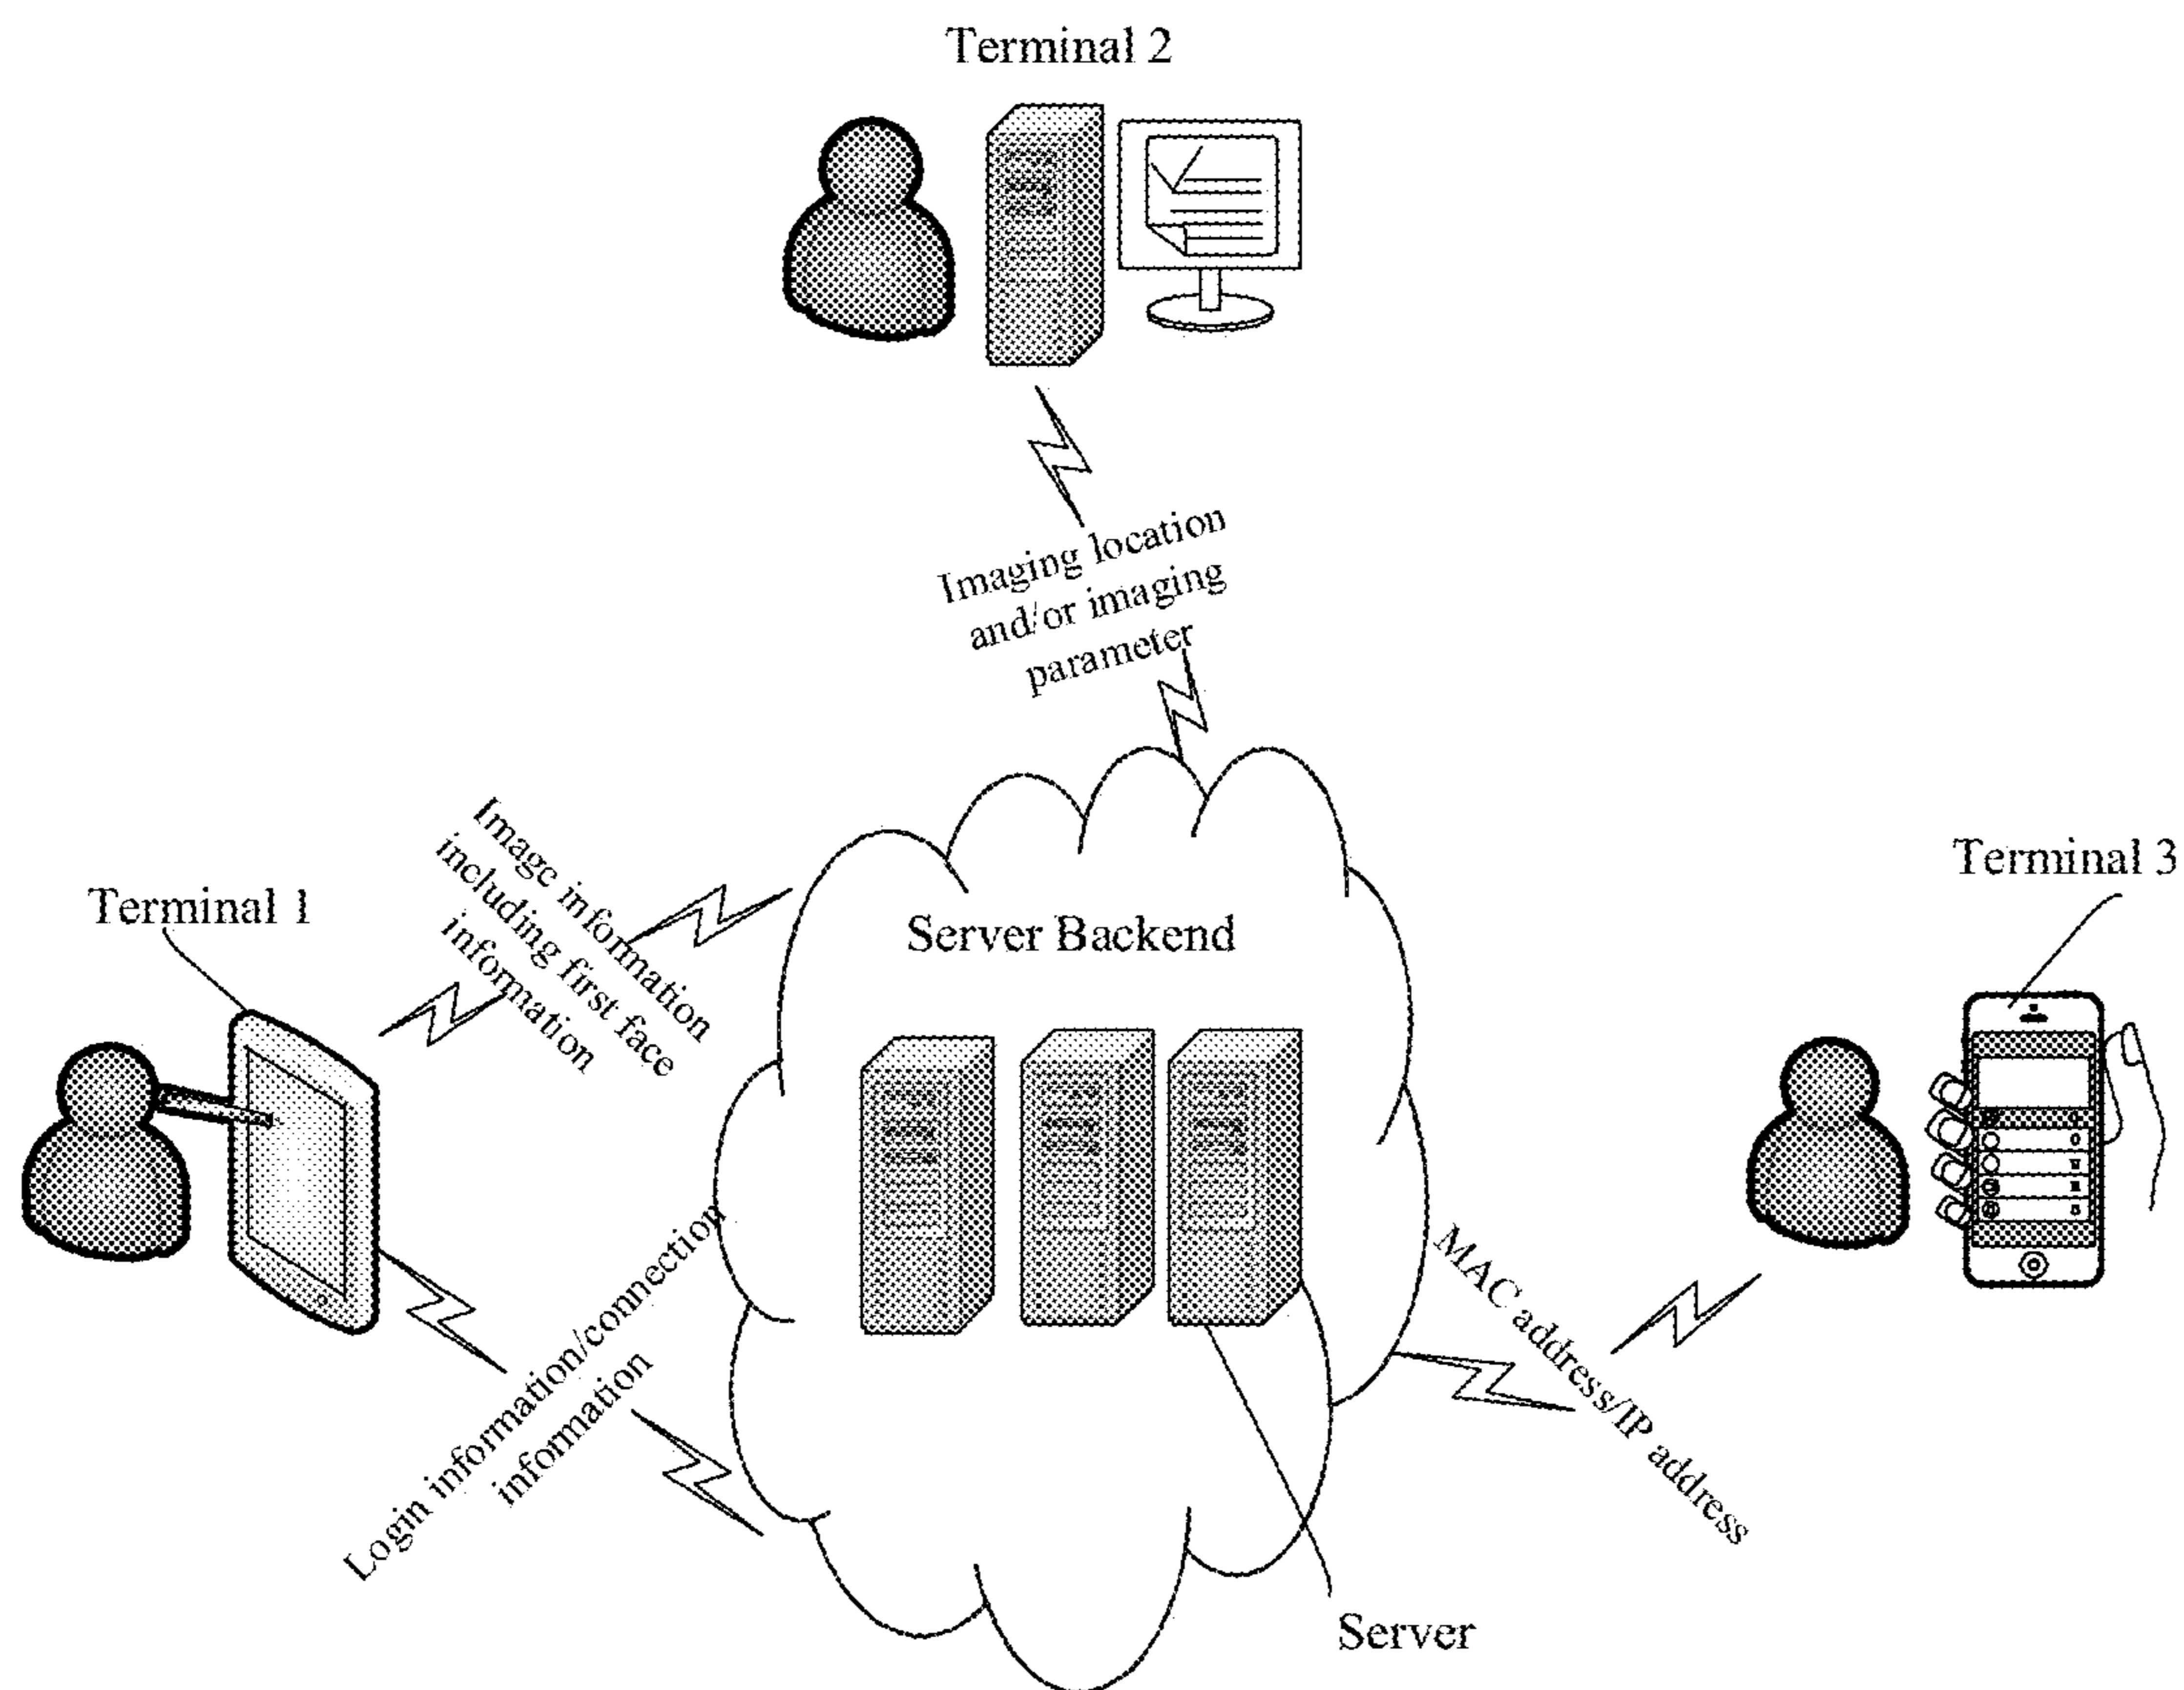 Terminal 2
Imaging location
and/or imaging
parameter
Image information
including first face
information
Terminal 1
Server Backend
Terminal 3
Login information/connection
information
MAC address/IP address
Server